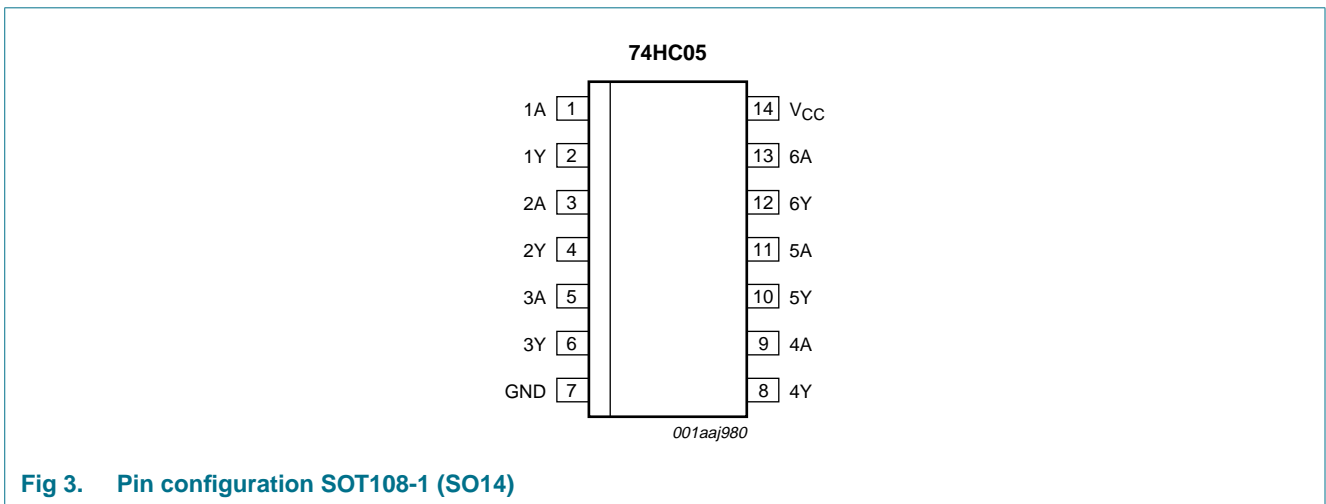 74HC05
1A 1 14 VCC
1Y 2 13 6A
2A 3 12 6Y
2Y 4 11 5A
3A 5 10 5Y
3Y 6 9 4A
GND 7 8 4Y
001aaj980
Fig 3. Pin configuration SOT108-1 (SO14)